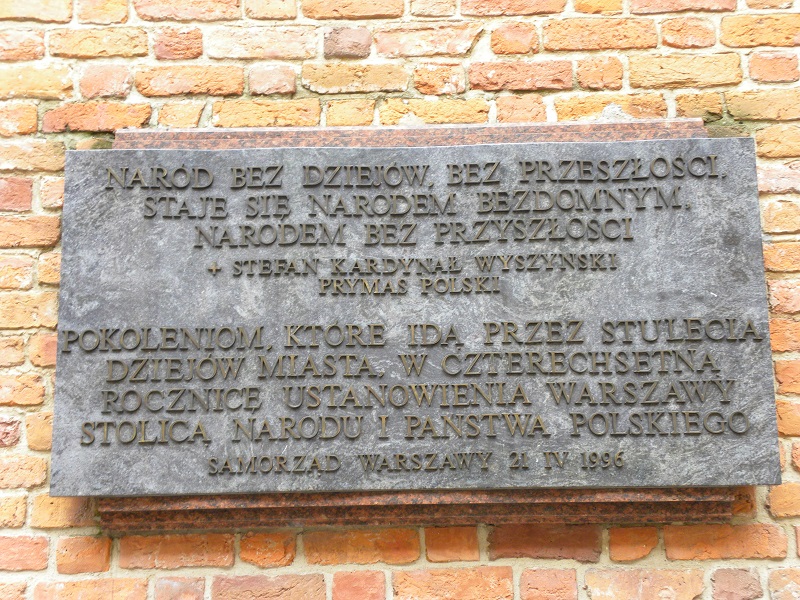 NARÓD BEZ DZIEJÓW, BEZ PRZESZŁOŚCI,
STAJE SIĘ NARODEM BEZDOMNYM,
NARODEM BEZ PRZYSZŁOŚCI
+ STEFAN KARDYNAŁ WYSZYŃSKI
PRYMAS POLSKI
POKOLENIOM, KTÓRE IDĄ PRZEZ STULECIA
DZIEJÓW MIASTA, W CZTERECHSETNĄ
ROCZNICĘ USTANOWIENIA WARSZAWY
STOLICĄ NARODU I PAŃSTWA POLSKIEGO
SAMORZĄD WARSZAWY 21 IV 1996